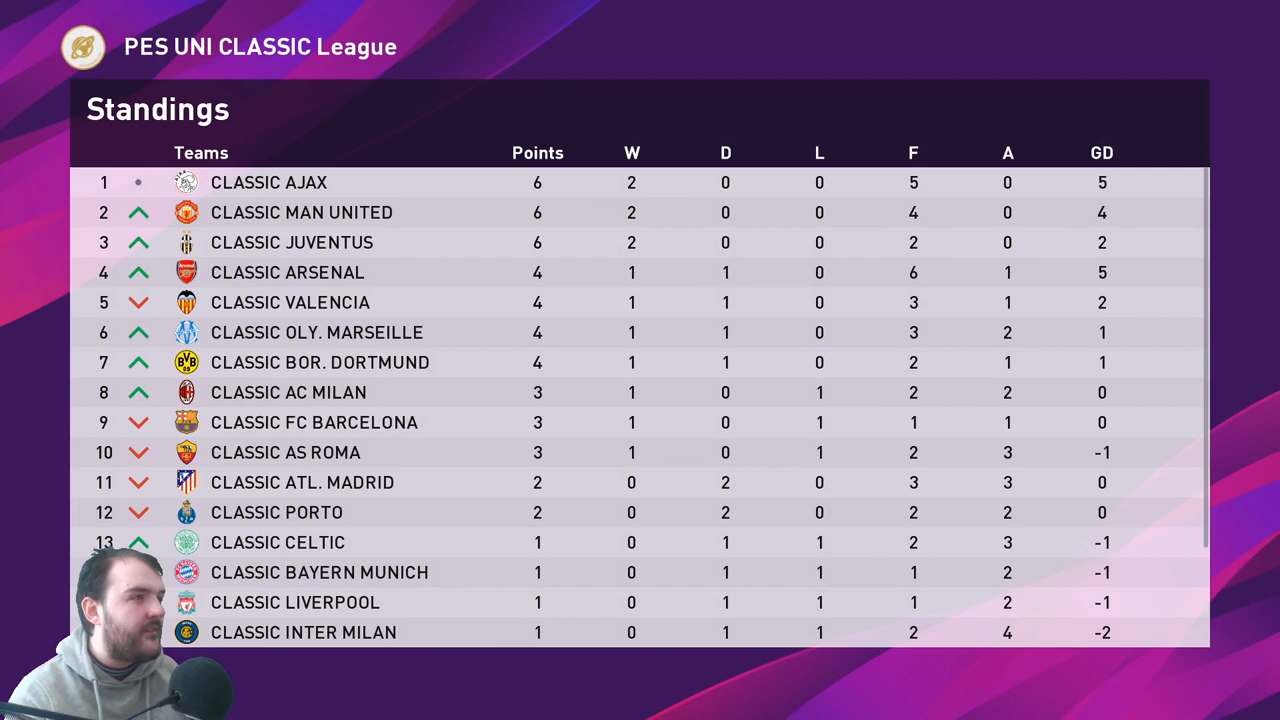 PES UNI CLASSIC League
Standings
Teams Points W D L F A GD
1 CLASSIC AJAX 6 2 0 0 5 0 5
2 CLASSIC MAN UNITED 6 2 0 0 4 0 4
3 CLASSIC JUVENTUS 6 2 0 0 2 0 2
4 CLASSIC ARSENAL 4 1 1 0 6 1 5
5 CLASSIC VALENCIA 4 1 1 0 3 1 2
6 CLASSIC OLY. MARSEILLE 4 1 1 0 3 2 1
7 BVB 09 CLASSIC BOR. DORTMUND 4 1 1 0 2 1 1
8 CLASSIC AC MILAN 3 1 0 1 2 2 0
9 CLASSIC FC BARCELONA 3 1 0 1 1 1 0
10 CLASSIC AS ROMA 3 1 0 1 2 3 -1
11 CLASSIC ATL. MADRID 2 0 2 0 3 3 0
12 CLASSIC PORTO 2 0 2 0 2 2 0
13 CLASSIC CELTIC 1 0 1 1 2 3 -1
CLASSIC BAYERN MUNICH 1 0 1 1 1 2 -1
CLASSIC LIVERPOOL 1 0 1 1 1 2 -1
CLASSIC INTER MILAN 1 0 1 1 2 4 -2